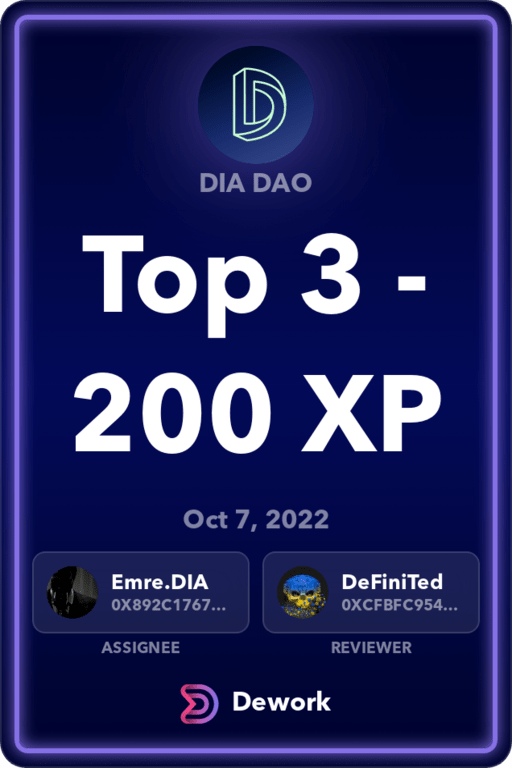 DIA DAO
Top 3 -
200 XP
Oct 7, 2022
Emre.DIA
0X892C1767...
ASSIGNEE
DeFiniTed
0XCFBFC954...
REVIEWER
Dework